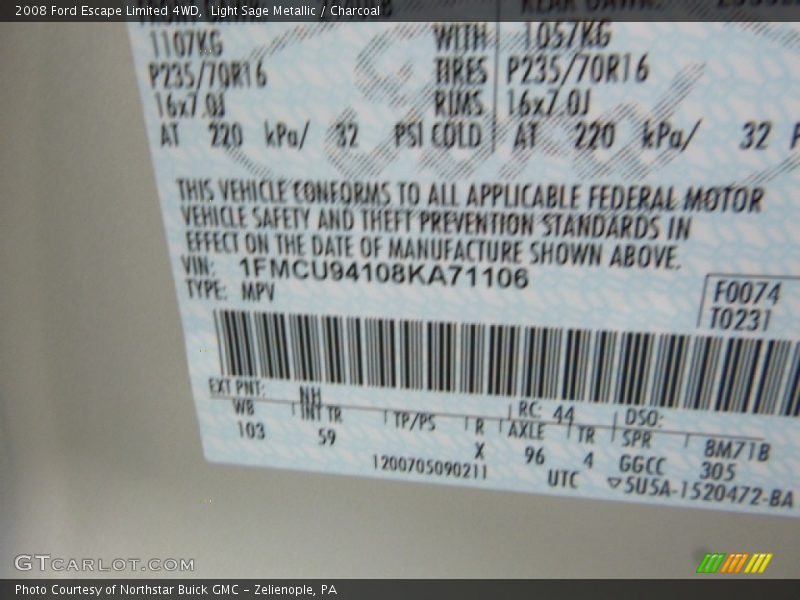 2008 Ford Escape Limited 4WD, Light Sage Metallic / Charcoal
1107KG WITH 1057KG
P235/70R16 TIRES P235/70R16
16x7.0J RIMS 16x7.0J
AT 220 kPa/ 32 PSI COLD AT 220 kPa/ 32 P
THIS VEHICLE CONFORMS TO ALL APPLICABLE FEDERAL MOTOR
VEHICLE SAFETY AND THEFT PREVENTION STANDARDS IN
EFFECT ON THE DATE OF MANUFACTURE SHOWN ABOVE.
VIN: 1FMCU94108KA71106
TYPE: MPV
F0074
T0231
EXT PNT: NH RC: 44 DSO:
WB INT TR TP/PS R AXLE TR SPR 8M71B
103 59 X 96 4 GGCC 305
1200705090211 UTC ▽5U5A-1520472-BA
GTCARLOT.COM
Photo Courtesy of Northstar Buick GMC - Zelienople, PA